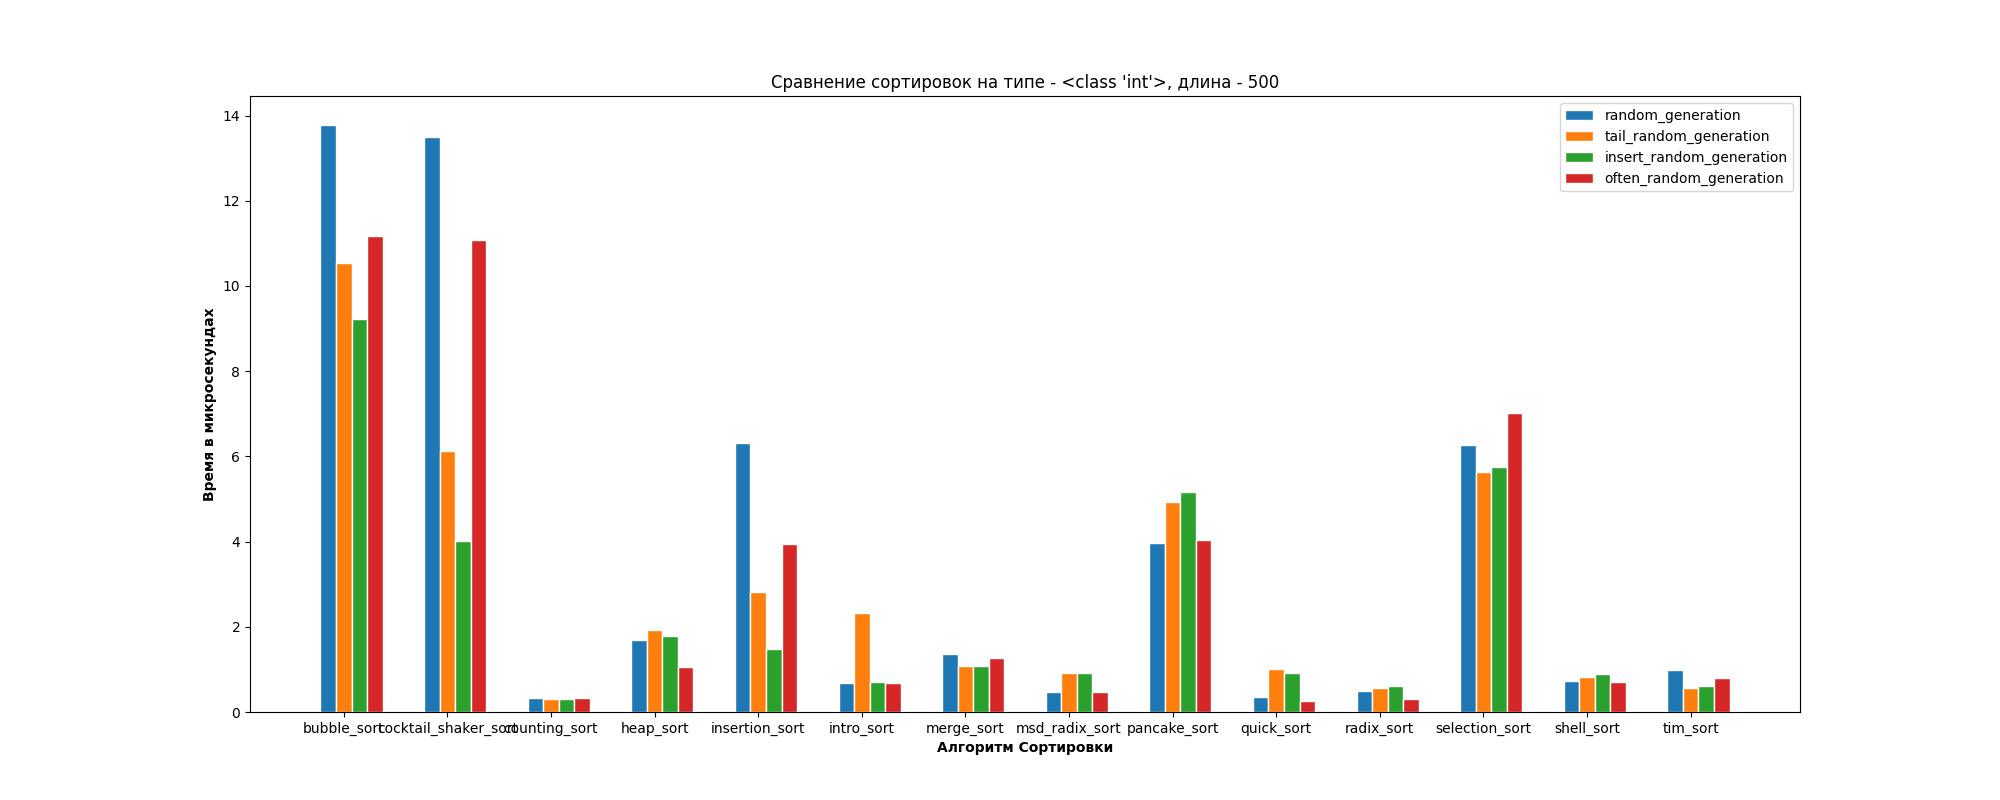 Сравнение сортировок на типе - <class 'int'>, длина - 500
random_generation
tail_random_generation
insert_random_generation
often_random_generation
Время в микросекундах
14
12
10
8
6
4
2
0
bubble_sort cocktail_shaker_sort counting_sort heap_sort insertion_sort intro_sort merge_sort msd_radix_sort pancake_sort quick_sort radix_sort selection_sort shell_sort tim_sort
Алгоритм Сортировки